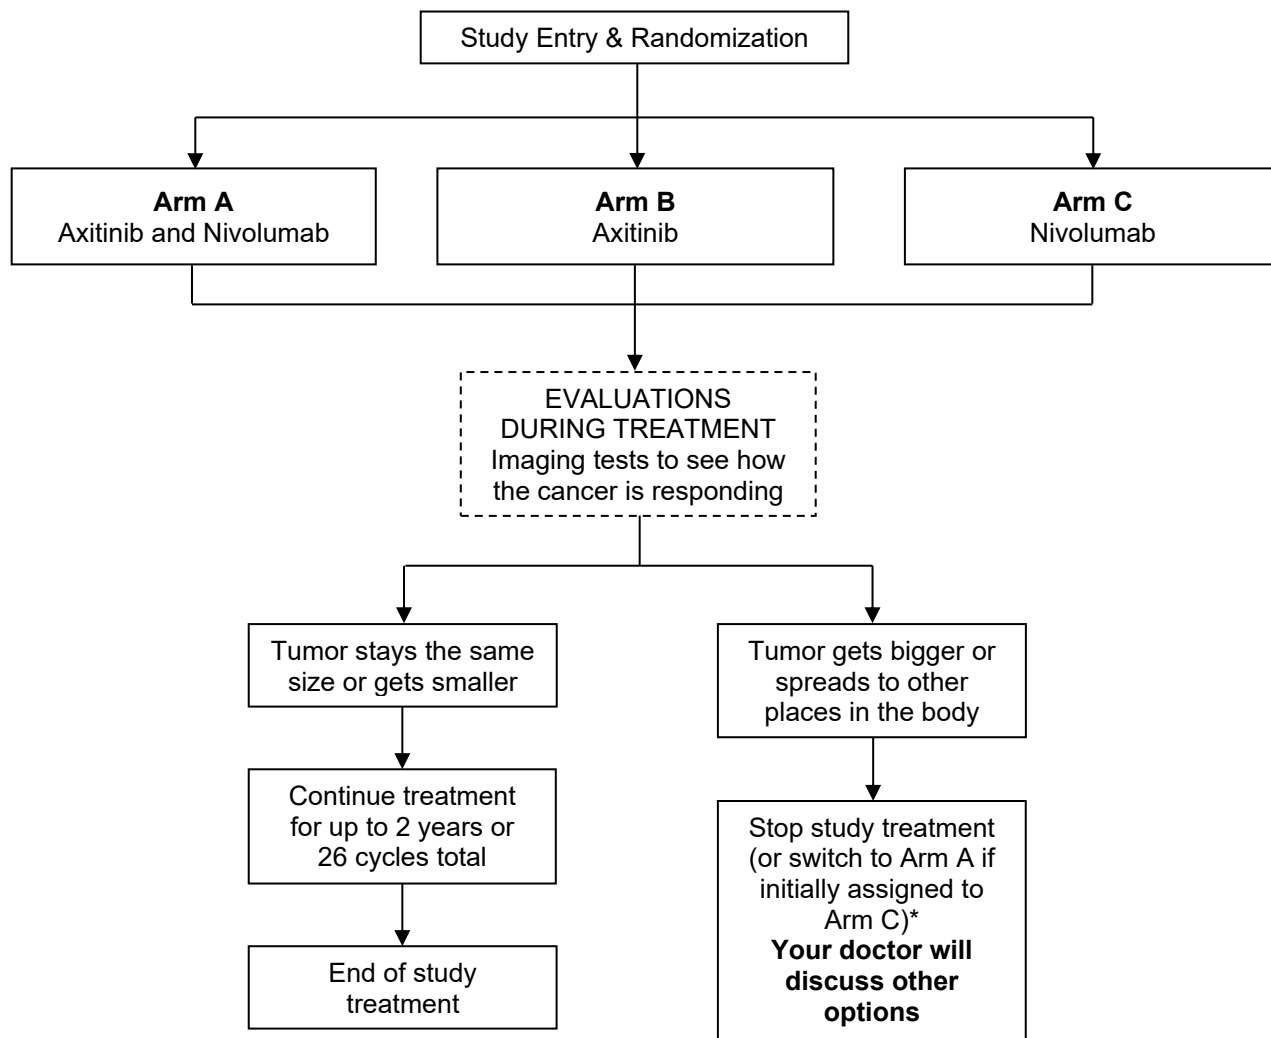 Study Entry & Randomization
Arm A
Axitinib and Nivolumab
Arm B
Axitinib
Arm C
Nivolumab
EVALUATIONS
DURING TREATMENT
Imaging tests to see how
the cancer is responding
Tumor stays the same
size or gets smaller
Tumor gets bigger or
spreads to other
places in the body
Continue treatment
for up to 2 years or
26 cycles total
Stop study treatment
(or switch to Arm A if
initially assigned to
Arm C)*
Your doctor will
discuss other
options
End of study
treatment